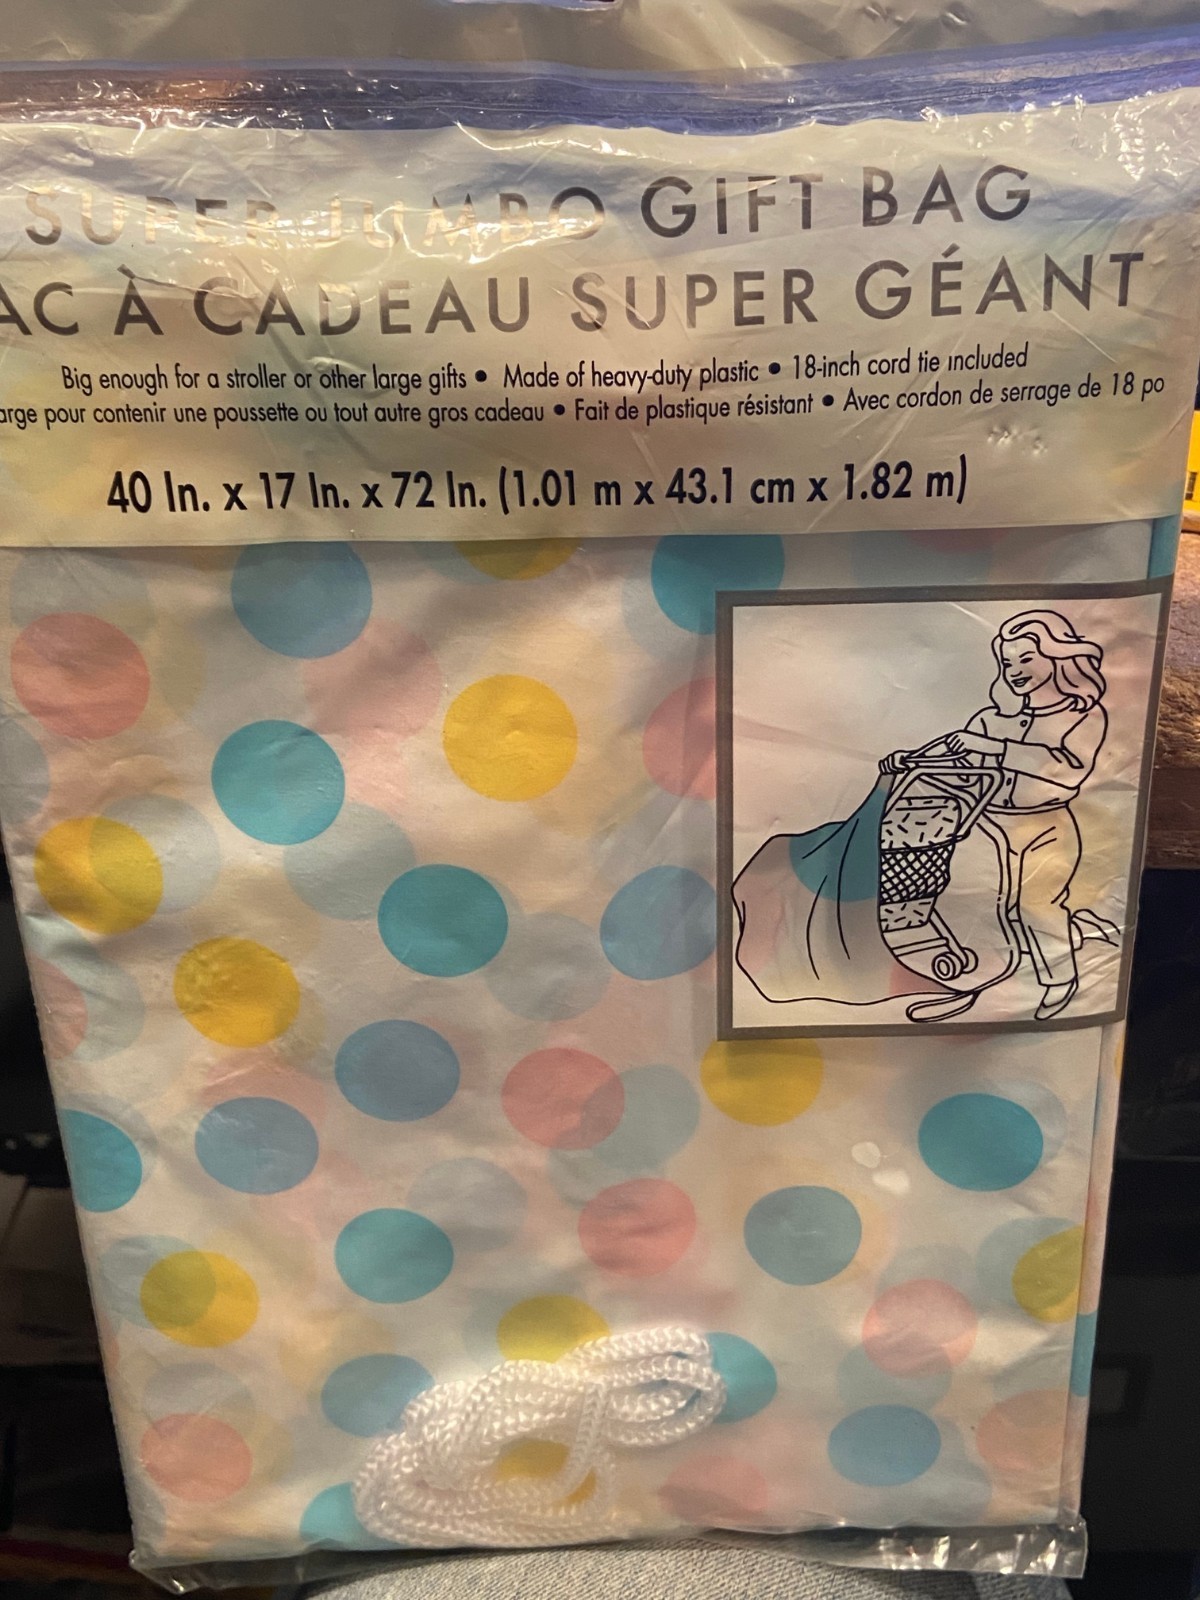 SUPER JUMBO GIFT BAG
AC À CADEAU SUPER GÉANT
Big enough for a stroller or other large gifts • Made of heavy-duty plastic • 18-inch cord tie included
arge pour contenir une poussette ou tout autre gros cadeau • Fait de plastique résistant • Avec cordon de serrage de 18 po
40 In. x 17 In. x 72 In. (1.01 m x 43.1 cm x 1.82 m)